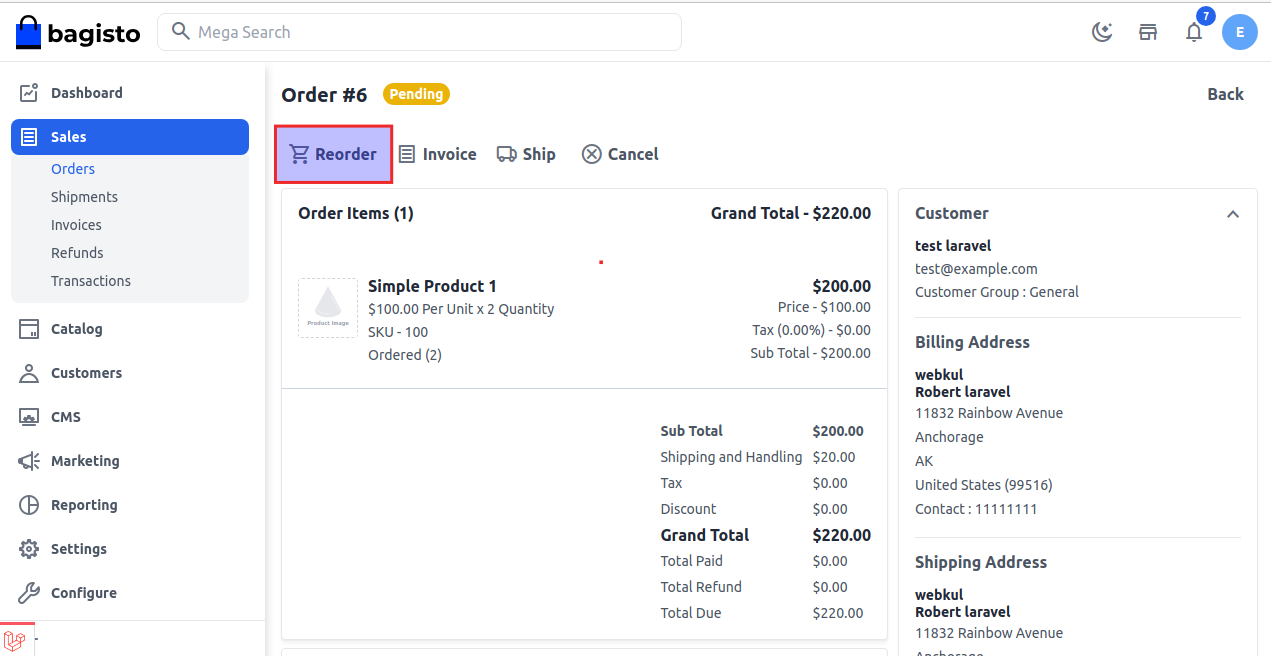 bagisto
Mega Search
7
E
Dashboard
Sales
Orders
Shipments
Invoices
Refunds
Transactions
Catalog
Customers
CMS
Marketing
Reporting
Settings
Configure
Order #6 Pending
Back
Reorder Invoice Ship Cancel
Order Items (1) Grand Total - $220.00
Product Image
Simple Product 1 $200.00
$100.00 Per Unit x 2 Quantity Price - $100.00
SKU - 100 Tax (0.00%) - $0.00
Ordered (2) Sub Total - $200.00
Sub Total $200.00
Shipping and Handling $20.00
Tax $0.00
Discount $0.00
Grand Total $220.00
Total Paid $0.00
Total Refund $0.00
Total Due $220.00
Customer
test laravel
test@example.com
Customer Group : General
Billing Address
webkul
Robert laravel
11832 Rainbow Avenue
Anchorage
AK
United States (99516)
Contact : 11111111
Shipping Address
webkul
Robert laravel
11832 Rainbow Avenue
Anchorage